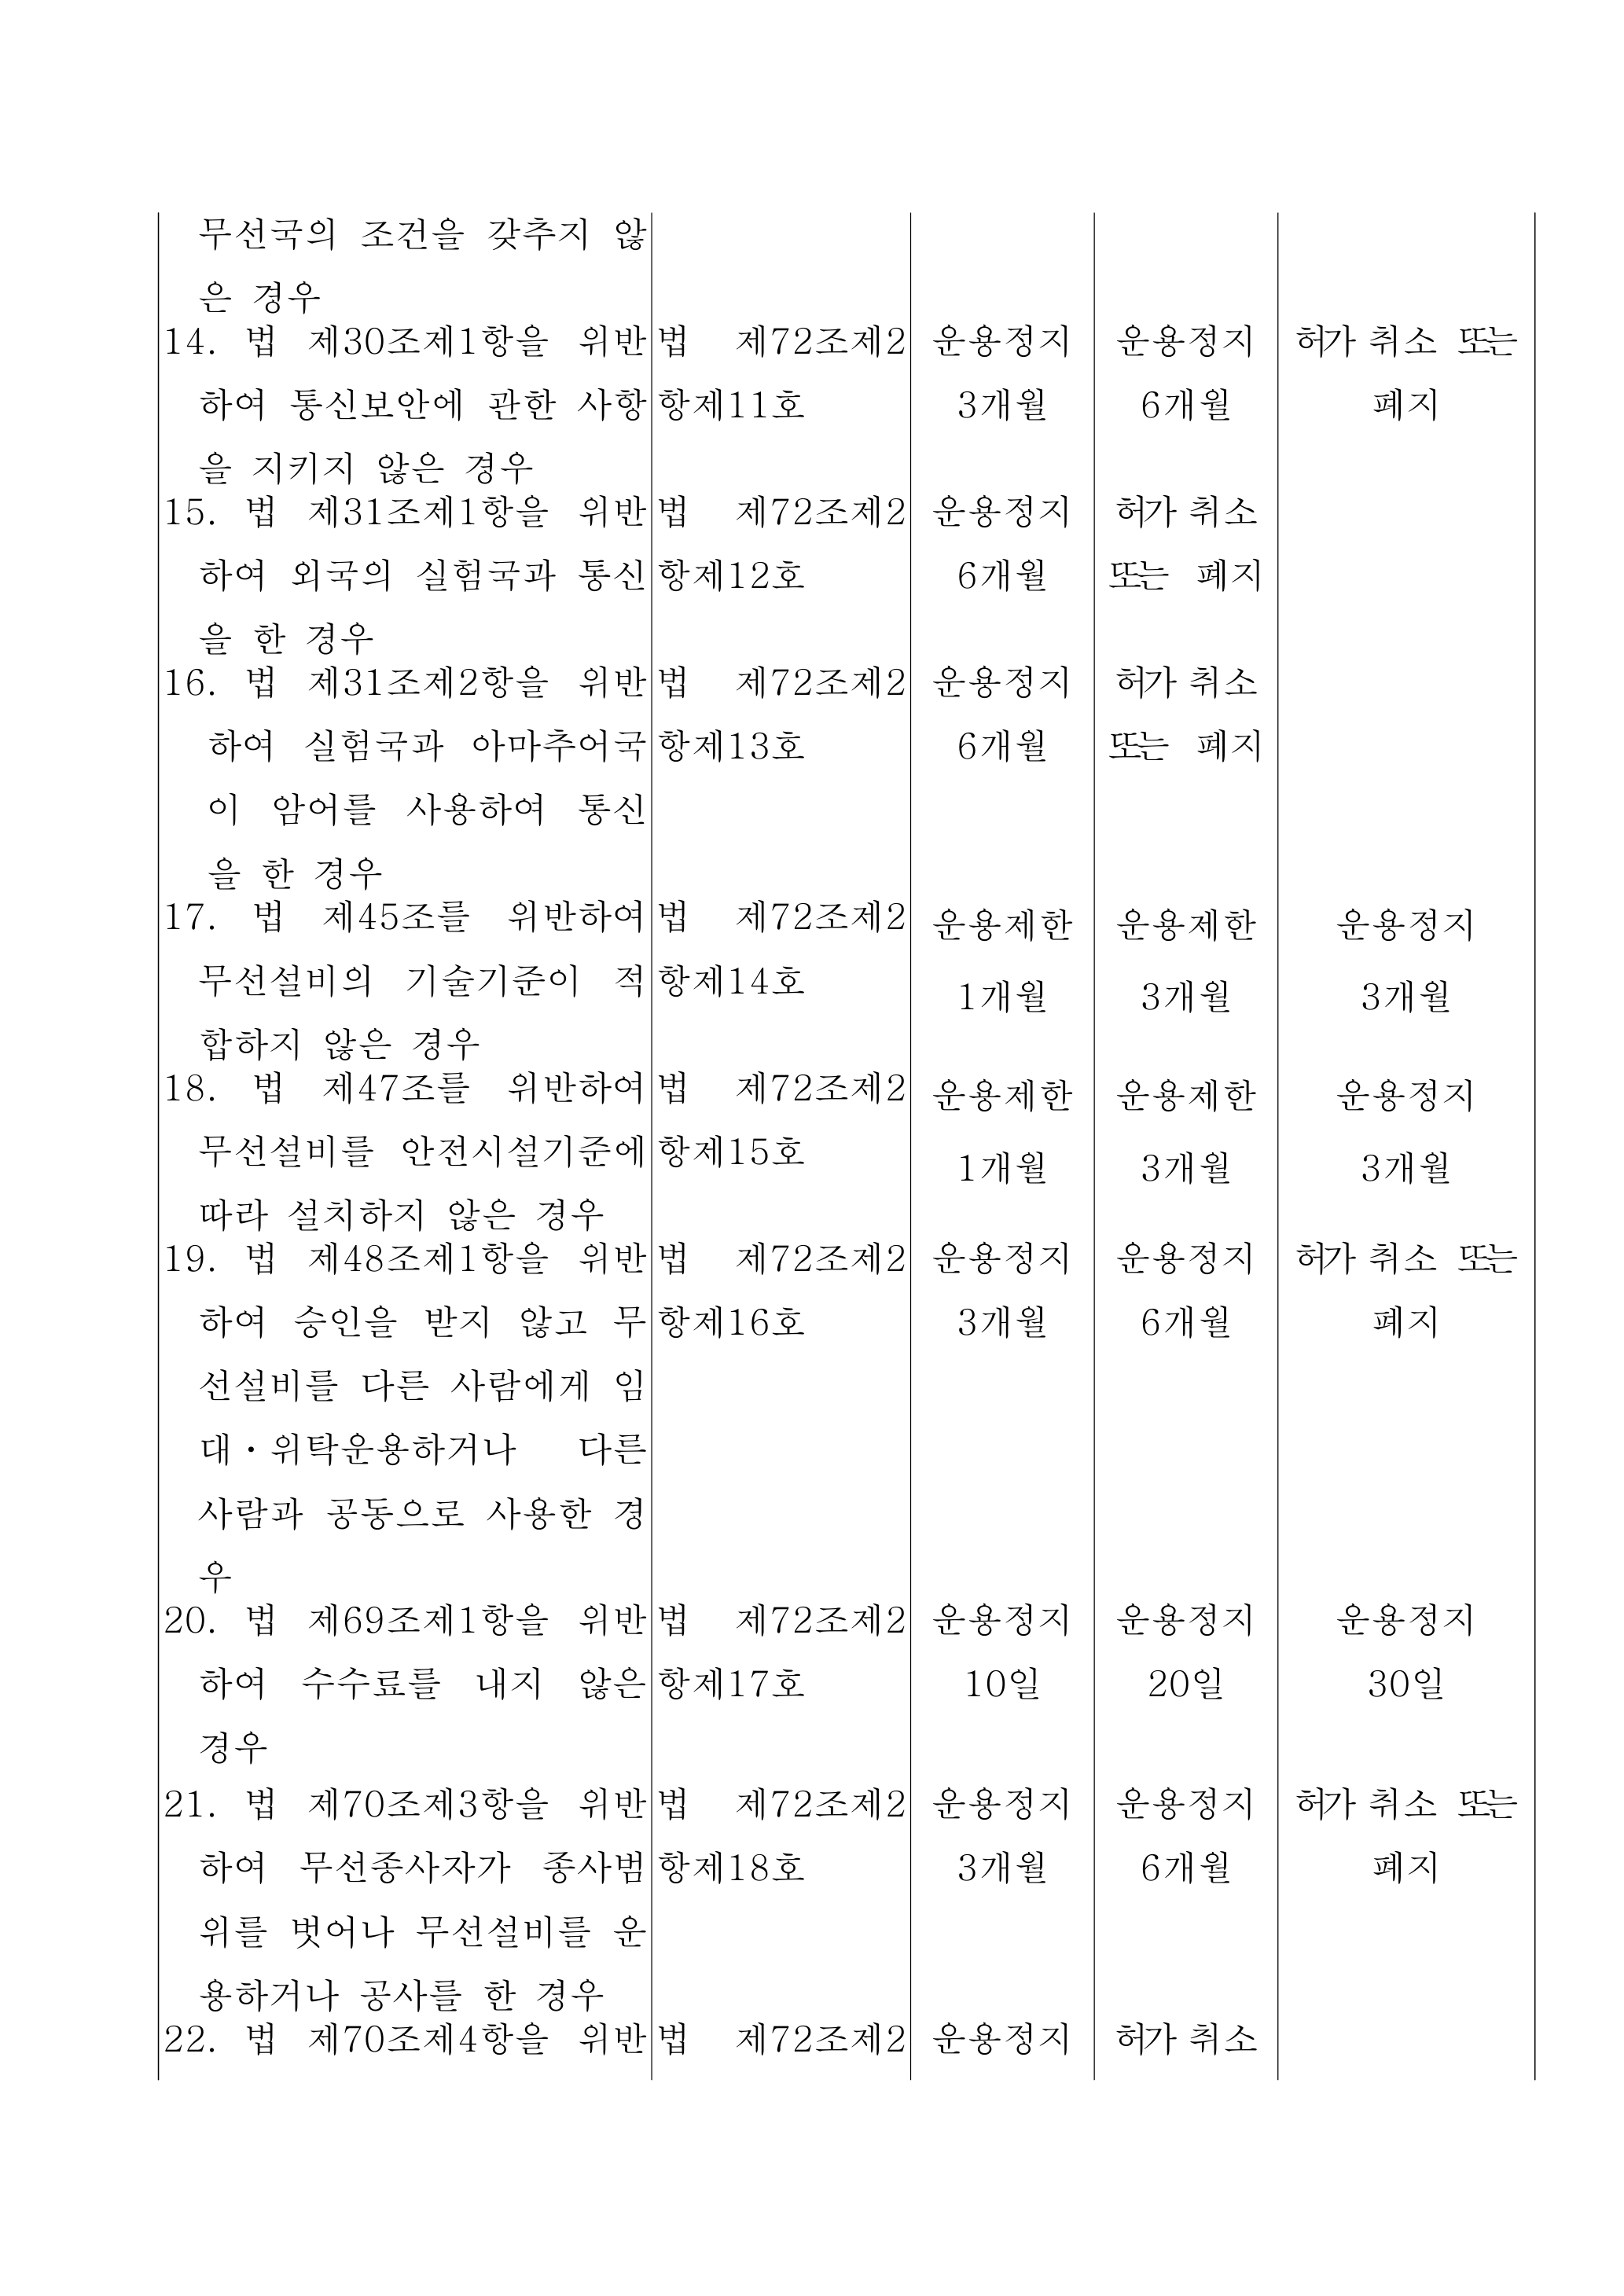 무선국의 조건을 갖추지 않
은 경우
14. 법 제30조제1항을 위반 법 제72조제2 운용정지 운용정지 허가 취소 또는
하여 통신보안에 관한 사항 항제11호 3개월 6개월 폐지
을 지키지 않은 경우
15. 법 제31조제1항을 위반 법 제72조제2 운용정지 허가 취소
하여 외국의 실험국과 통신 항제12호 6개월 또는 폐지
을 한 경우
16. 법 제31조제2항을 위반 법 제72조제2 운용정지 허가 취소
하여 실험국과 아마추어국 항제13호 6개월 또는 폐지
이 암어를 사용하여 통신
을 한 경우
17. 법 제45조를 위반하여 법 제72조제2 운용제한 운용제한 운용정지
무선설비의 기술기준이 적 항제14호 1개월 3개월 3개월
합하지 않은 경우
18. 법 제47조를 위반하여 법 제72조제2 운용제한 운용제한 운용정지
무선설비를 안전시설기준에 항제15호 1개월 3개월 3개월
따라 설치하지 않은 경우
19. 법 제48조제1항을 위반 법 제72조제2 운용정지 운용정지 허가 취소 또는
하여 승인을 받지 않고 무 항제16호 3개월 6개월 폐지
선설비를 다른 사람에게 임
대·위탁운용하거나 다른
사람과 공동으로 사용한 경
우
20. 법 제69조제1항을 위반 법 제72조제2 운용정지 운용정지 운용정지
하여 수수료를 내지 않은 항제17호 10일 20일 30일
경우
21. 법 제70조제3항을 위반 법 제72조제2 운용정지 운용정지 허가 취소 또는
하여 무선종사자가 종사범 항제18호 3개월 6개월 폐지
위를 벗어나 무선설비를 운
용하거나 공사를 한 경우
22. 법 제70조제4항을 위반 법 제72조제2 운용정지 허가 취소